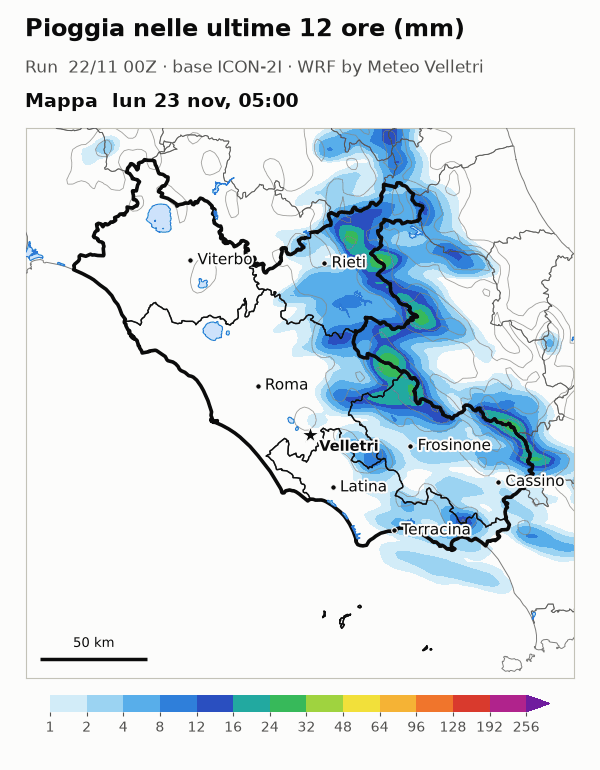 Pioggia nelle ultime 12 ore (mm)
Run  22/11 00Z · base ICON-2I · WRF by Meteo Velletri
Mappa  lun 23 nov, 05:00
Viterbo
Rieti
Roma
Velletri
Frosinone
Latina
Cassino
Terracina
50 km
1 2 4 8 12 16 24 32 48 64 96 128 192 256